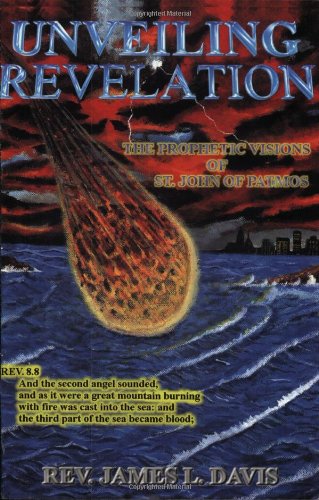 UNVEILING
REVELATION
THE PROPHETIC VISIONS
OF
ST. JOHN OF PATMOS
REV. 8.8
And the second angel sounded,
and as it were a great mountain burning
with fire was cast into the sea: and
the third part of the sea became blood;
REV. JAMES L. DAVIS